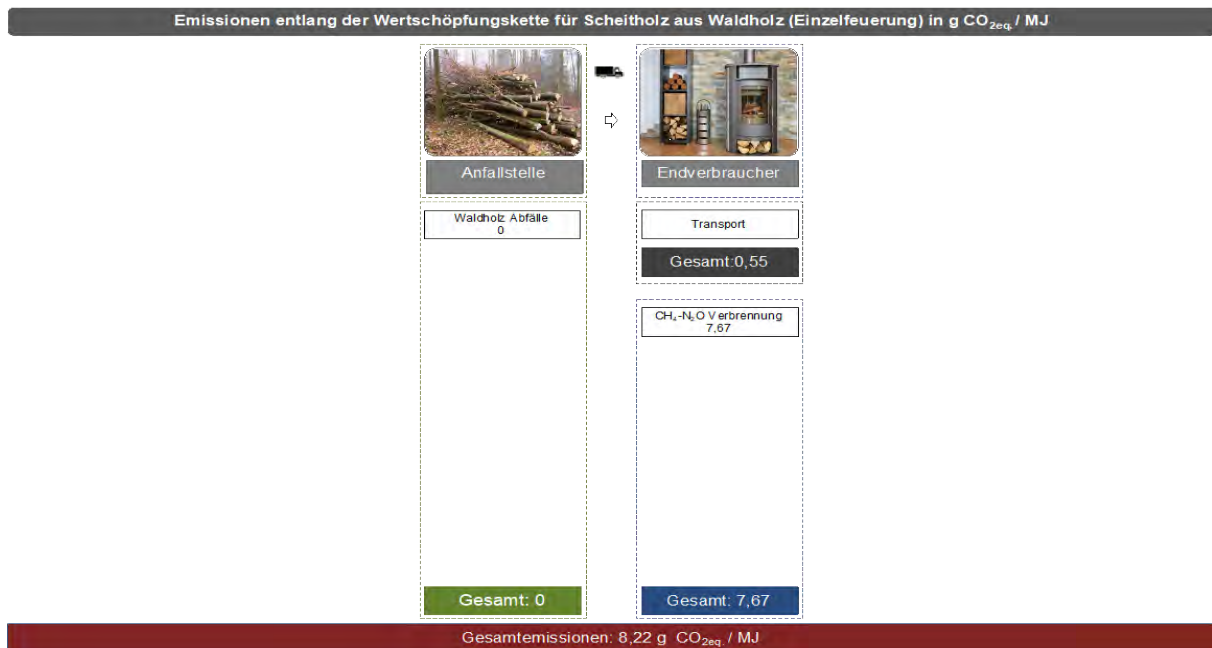 Emissionen entlang der Wertschöpfungskette für Scheitholz aus Waldholz (Einzelfeuerung) in g CO₂eq. / MJ
Anfallstelle
Endverbraucher
Waldholz Abfälle
0
Transport
Gesamt:0,55
CH₄-N₂O Verbrennung
7,67
Gesamt: 0
Gesamt: 7,67
Gesamtemissionen: 8,22 g CO₂eq. / MJ